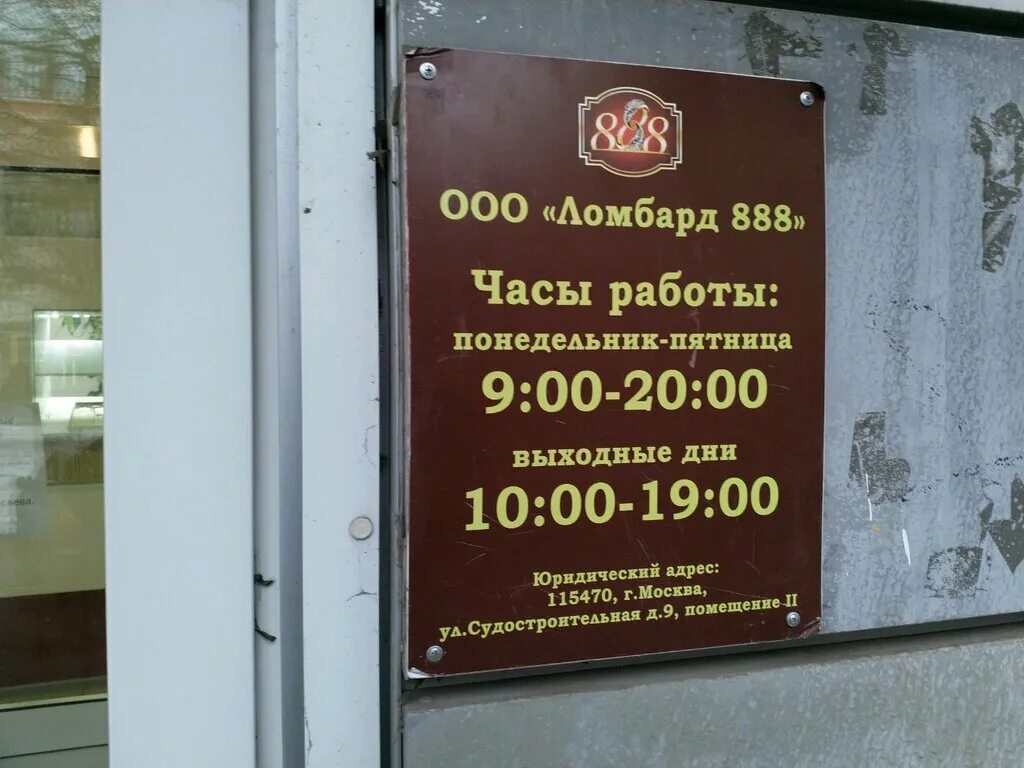 888
ООО «Ломбард 888»
Часы работы:
понедельник-пятница
9:00-20:00
выходные дни
10:00-19:00
Юридический адрес:
115470, г.Москва,
ул.Судостроительная д.9, помещение II